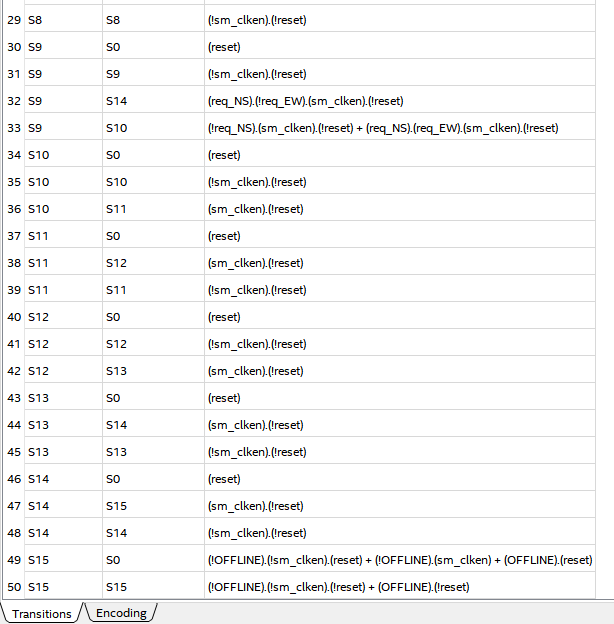 29 S8 S8 (!sm_clken).(!reset)
30 S9 S0 (reset)
31 S9 S9 (!sm_clken).(!reset)
32 S9 S14 (req_NS).(!req_EW).(sm_clken).(!reset)
33 S9 S10 (!req_NS).(sm_clken).(!reset) + (req_NS).(req_EW).(sm_clken).(!reset)
34 S10 S0 (reset)
35 S10 S10 (!sm_clken).(!reset)
36 S10 S11 (sm_clken).(!reset)
37 S11 S0 (reset)
38 S11 S12 (sm_clken).(!reset)
39 S11 S11 (!sm_clken).(!reset)
40 S12 S0 (reset)
41 S12 S12 (!sm_clken).(!reset)
42 S12 S13 (sm_clken).(!reset)
43 S13 S0 (reset)
44 S13 S14 (sm_clken).(!reset)
45 S13 S13 (!sm_clken).(!reset)
46 S14 S0 (reset)
47 S14 S15 (sm_clken).(!reset)
48 S14 S14 (!sm_clken).(!reset)
49 S15 S0 (!OFFLINE).(!sm_clken).(reset) + (!OFFLINE).(sm_clken) + (OFFLINE).(reset)
50 S15 S15 (!OFFLINE).(!sm_clken).(!reset) + (OFFLINE).(!reset)
Transitions Encoding